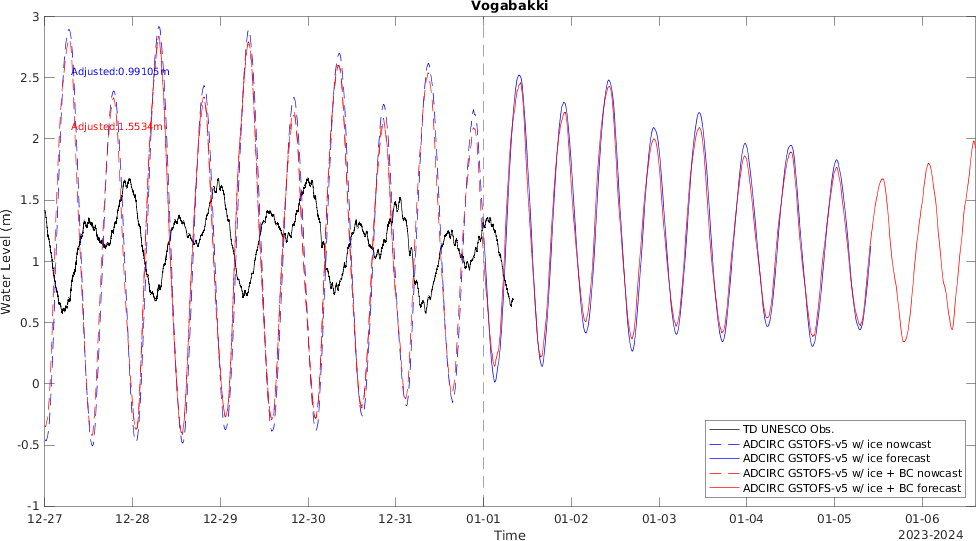 Vogabakki
3
2.5
2
1.5
1
0.5
0
-0.5
-1
Water Level (m)
Adjusted:0.99105m
Adjusted:1.5534m
TD UNESCO Obs.
ADCIRC GSTOFS-v5 w/ ice nowcast
ADCIRC GSTOFS-v5 w/ ice forecast
ADCIRC GSTOFS-v5 w/ ice + BC nowcast
ADCIRC GSTOFS-v5 w/ ice + BC forecast
12-27 12-28 12-29 12-30 12-31 01-01 01-02 01-03 01-04 01-05 01-06
Time
2023-2024